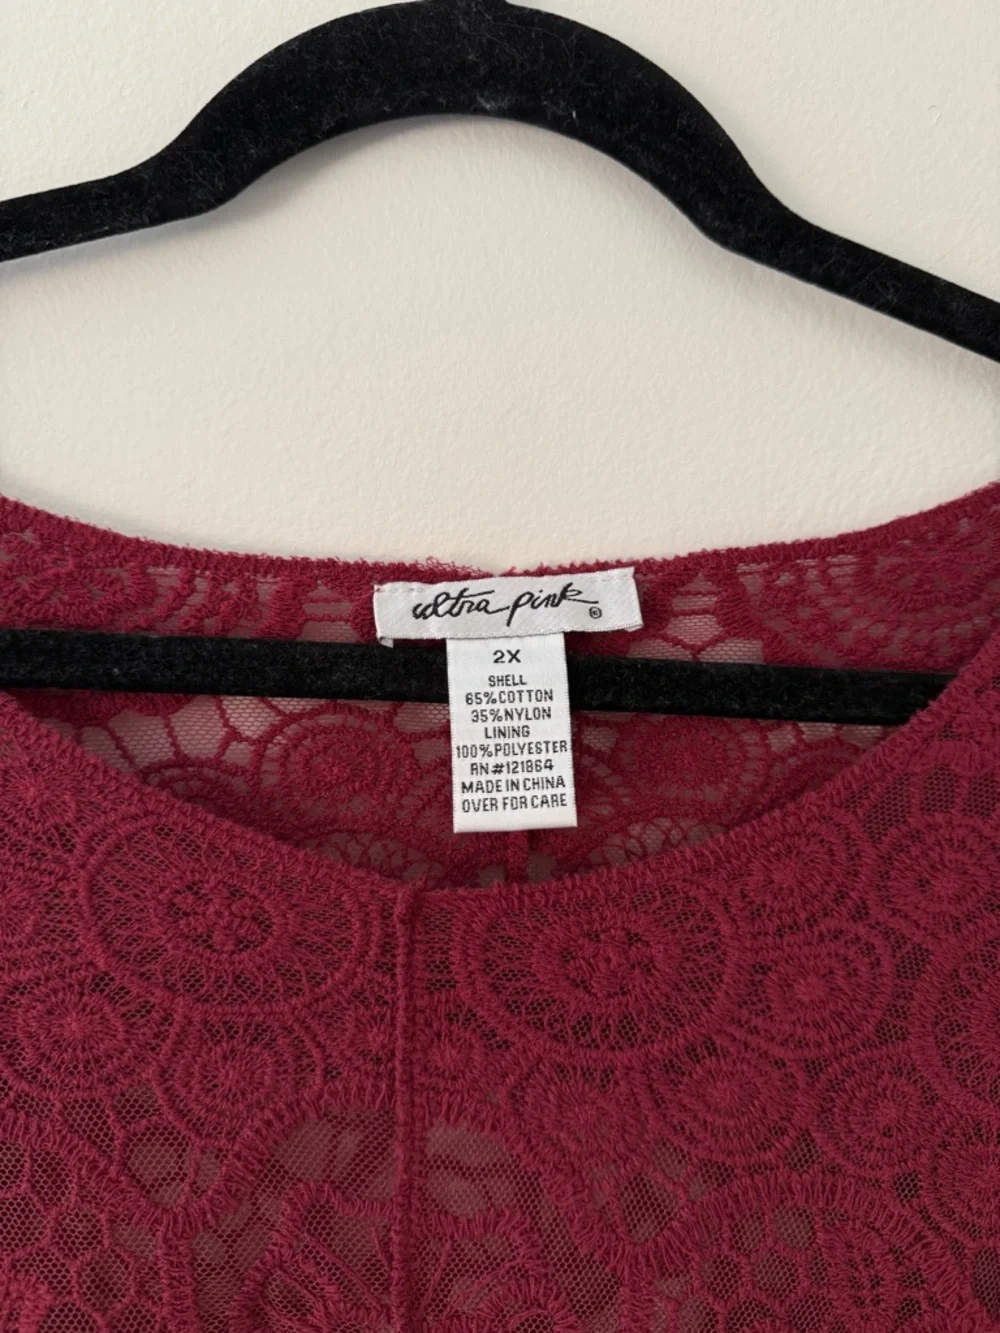 ultra pink ®
2X
SHELL
65%COTTON
35%NYLON
LINING
100%POLYESTER
RN#121864
MADE IN CHINA
OVER FOR CARE